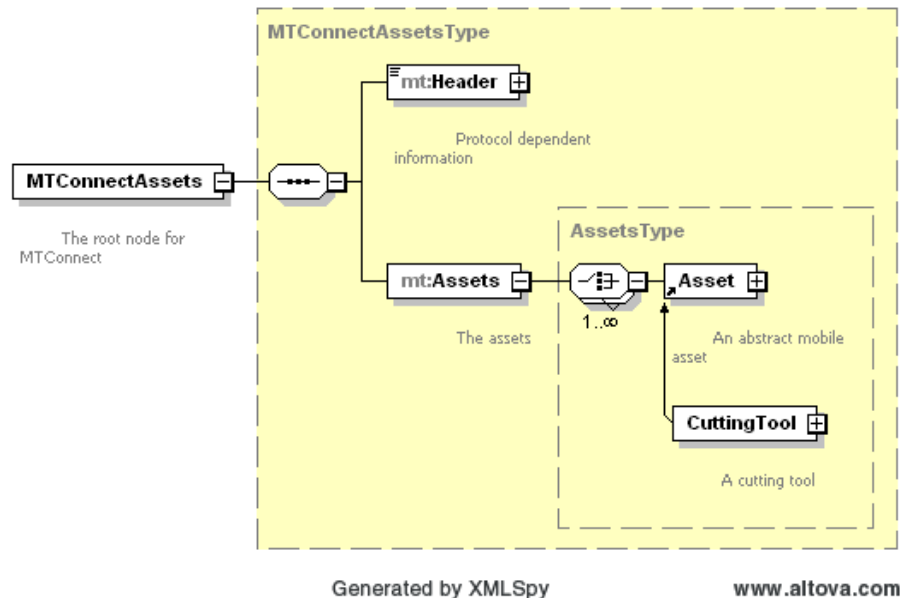 MTConnectAssetsType
mt:Header
Protocol dependent
information
MTConnectAssets
The root node for
MTConnect
AssetsType
mt:Assets
Asset
1..∞
The assets
An abstract mobile
asset
CuttingTool
A cutting tool
Generated by XMLSpy
www.altova.com